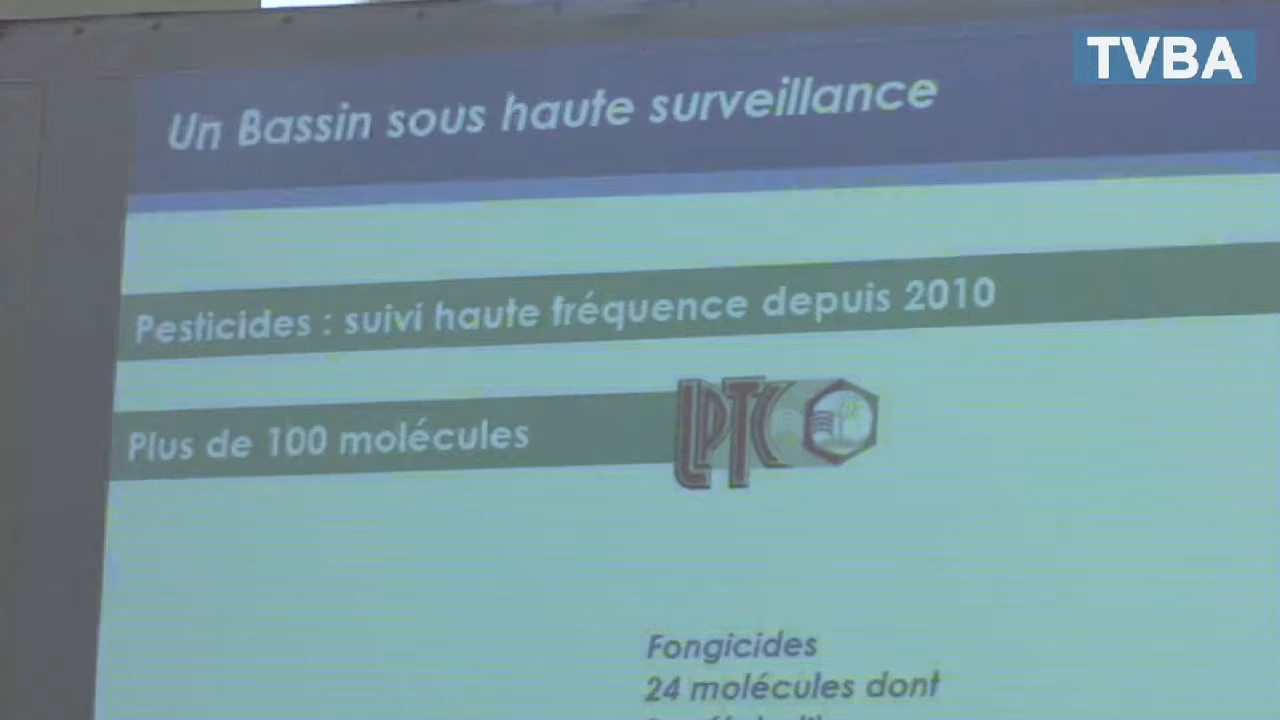 TVBA
Un Bassin sous haute surveillance
Pesticides : suivi haute fréquence depuis 2010
Plus de 100 molécules
LPTC
Fongicides
24 molécules dont